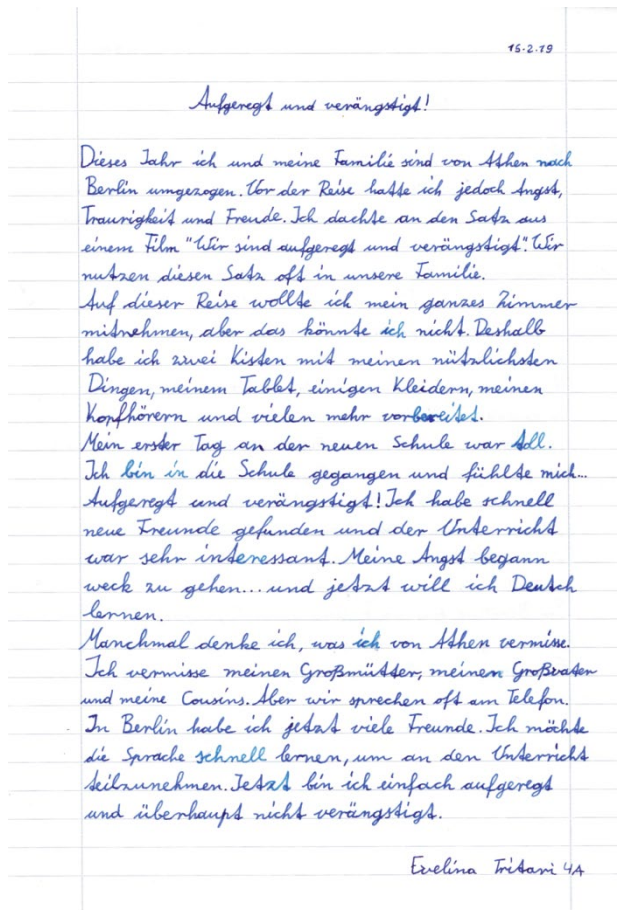 15-2-19
Aufgeregt und verängstigt!
Dieses Jahr ich und meine Familie sind von Athen nach
Berlin umgezogen. Vor der Reise hatte ich jedoch Angst,
Traurigkeit und Freude. Ich dachte an den Satz aus
einem Film "Wir sind aufgeregt und verängstigt". Wir
nutzen diesen Satz oft in unsere Familie.
Auf dieser Reise wollte ich mein ganzes Zimmer
mitnehmen, aber das könnte ich nicht. Deshalb
habe ich zwei Kisten mit meinen nützlichsten
Dingen, meinem Tablet, einigen Kleidern, meinen
Kopfhörern und vielen mehr vorbereitet.
Mein erster Tag an der neuen Schule war toll.
Ich bin in die Schule gegangen und fühlte mich...
Aufgeregt und verängstigt! Ich habe schnell
neue Freunde gefunden und der Unterricht
war sehr interessant. Meine Angst begann
weck zu gehen... und jetzt will ich Deutch
lernen.
Manchmal denke ich, was ich von Athen vermisse.
Ich vermisse meinen Großmütter, meinen Großvater
und meine Cousins. Aber wir sprechen oft am Telefon.
In Berlin habe ich jetzt viele Freunde. Ich möchte
die Sprache schnell lernen, um an den Unterricht
teilzunehmen. Jetzt bin ich einfach aufgeregt
und überhaupt nicht verängstigt.
Evelina Tritari 4A